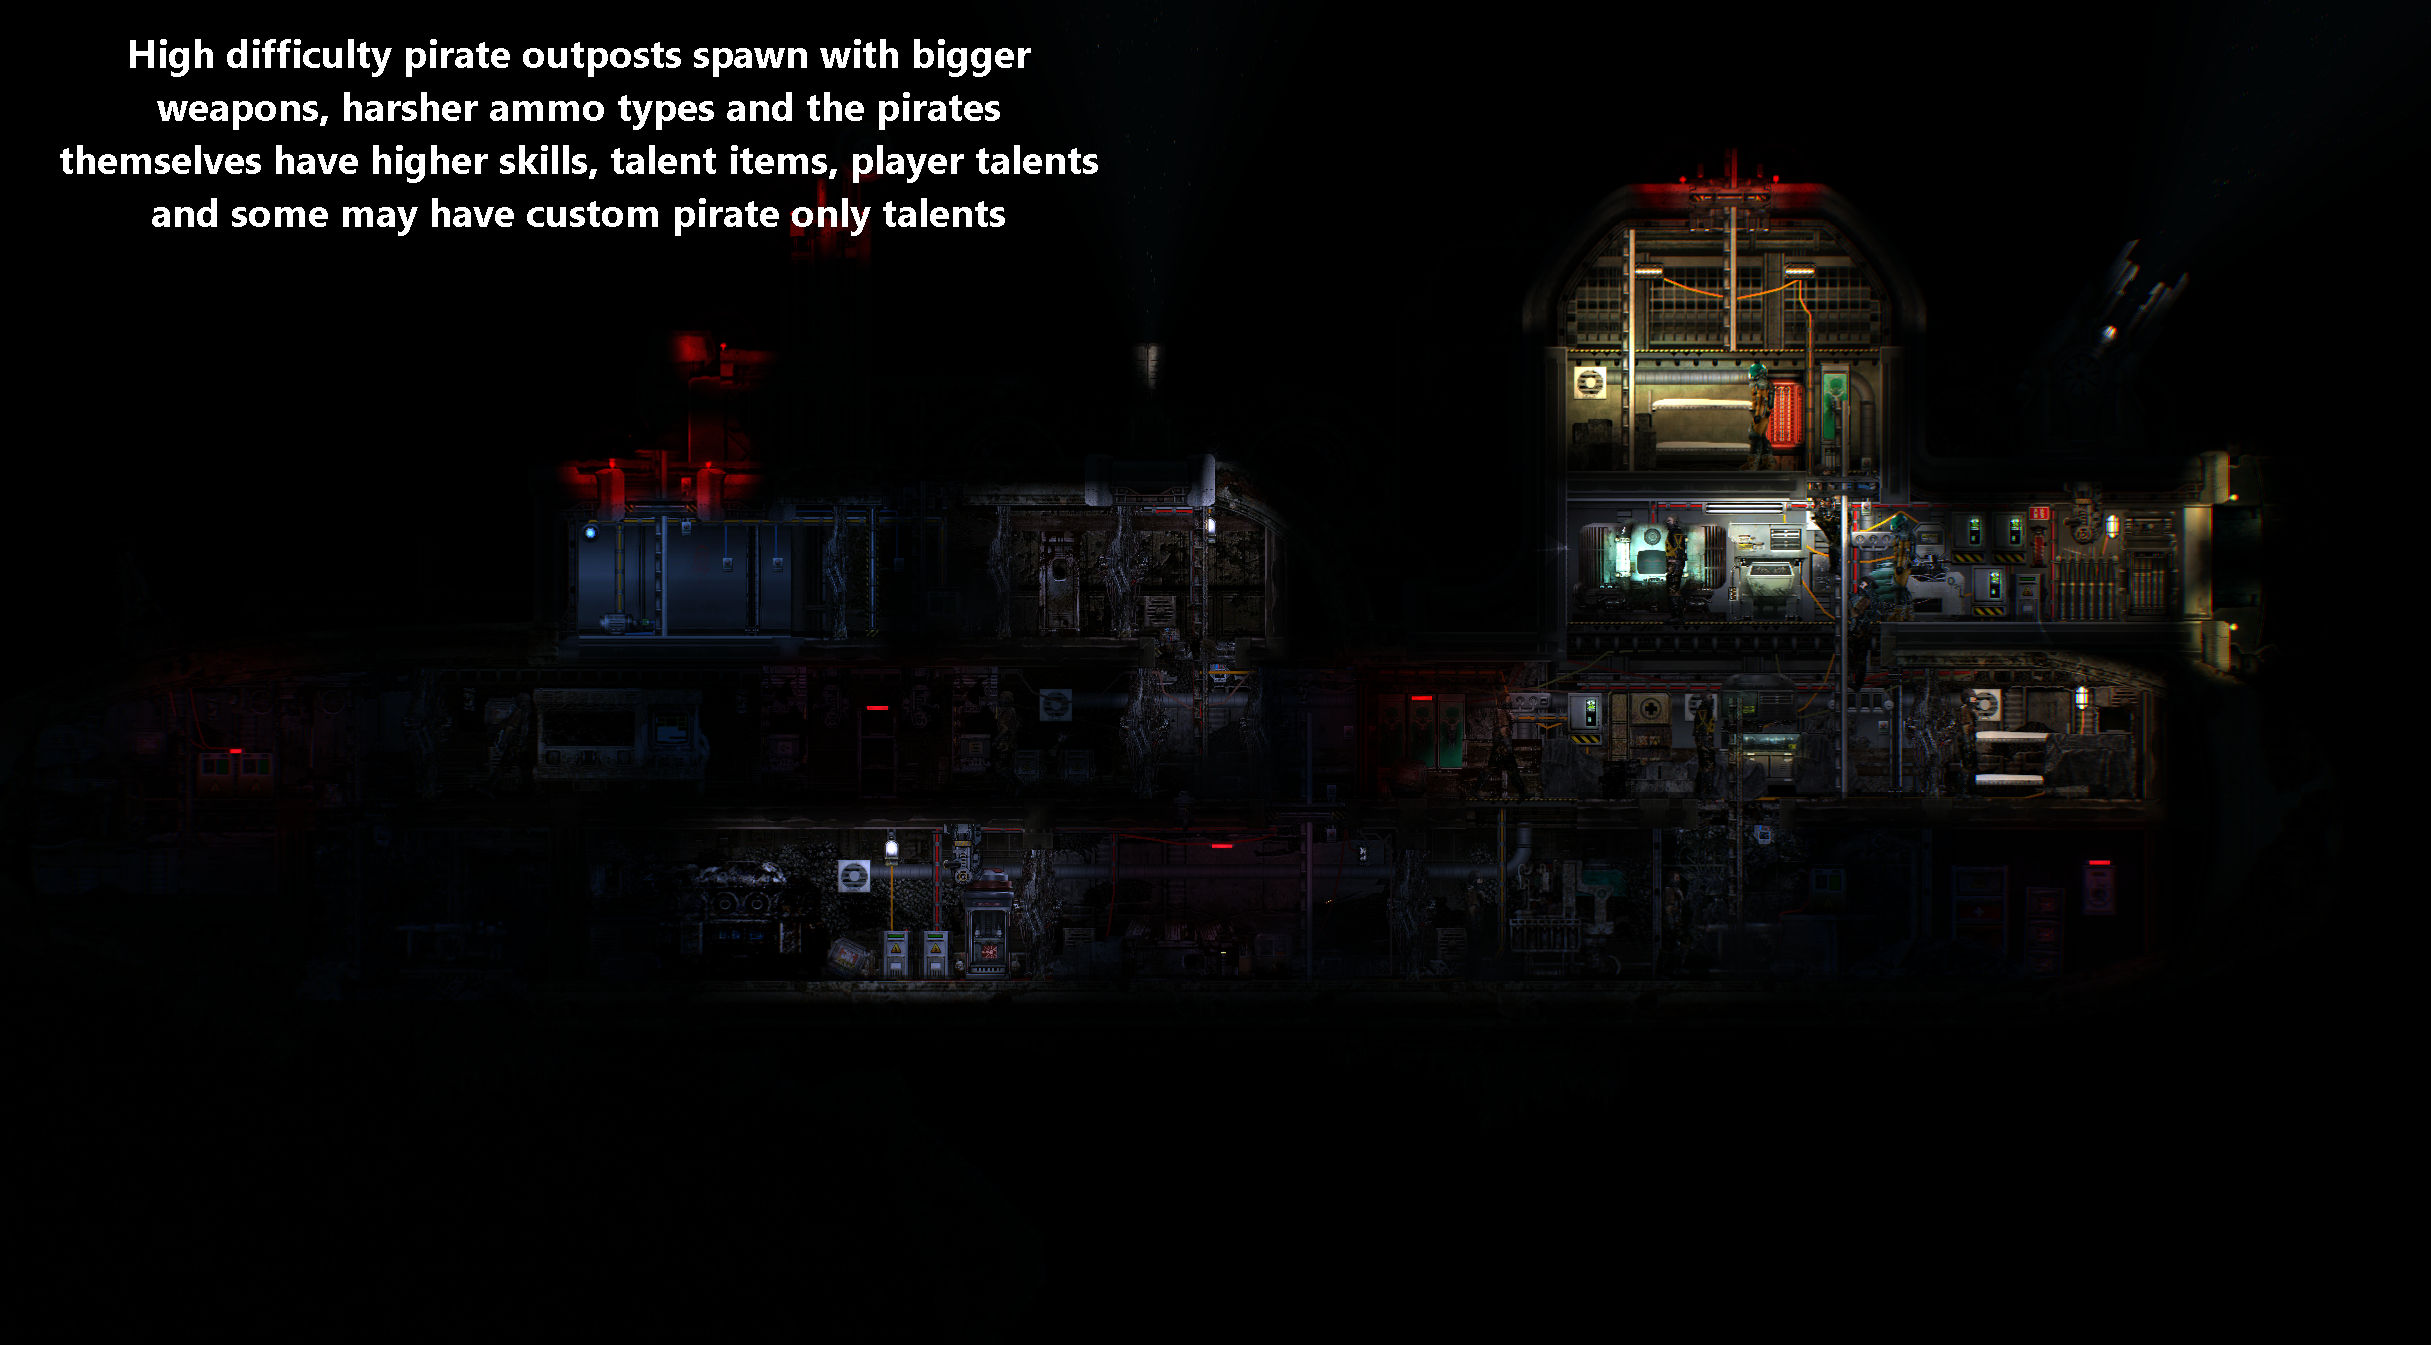 High difficulty pirate outposts spawn with bigger
weapons, harsher ammo types and the pirates
themselves have higher skills, talent items, player talents
and some may have custom pirate only talents